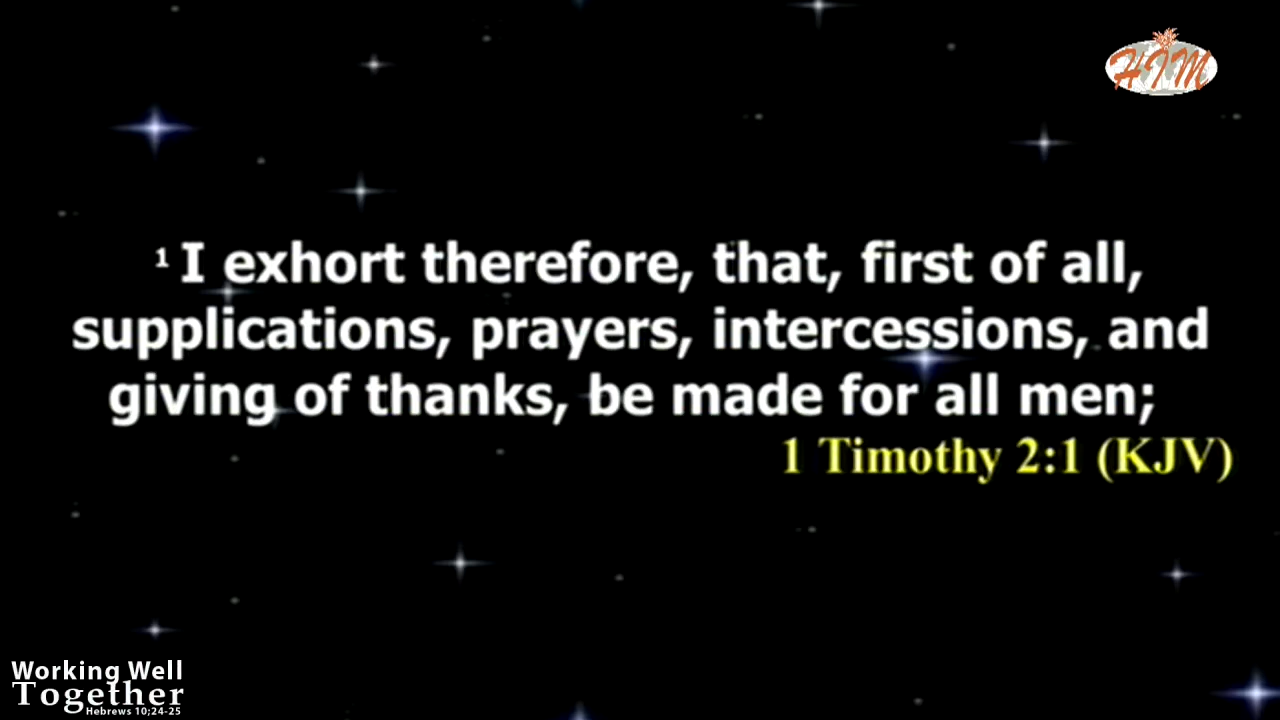 HIM
1 I exhort therefore, that, first of all,
supplications, prayers, intercessions, and
giving of thanks, be made for all men;
1 Timothy 2:1 (KJV)
Working Well
Together
Hebrews 10;24-25